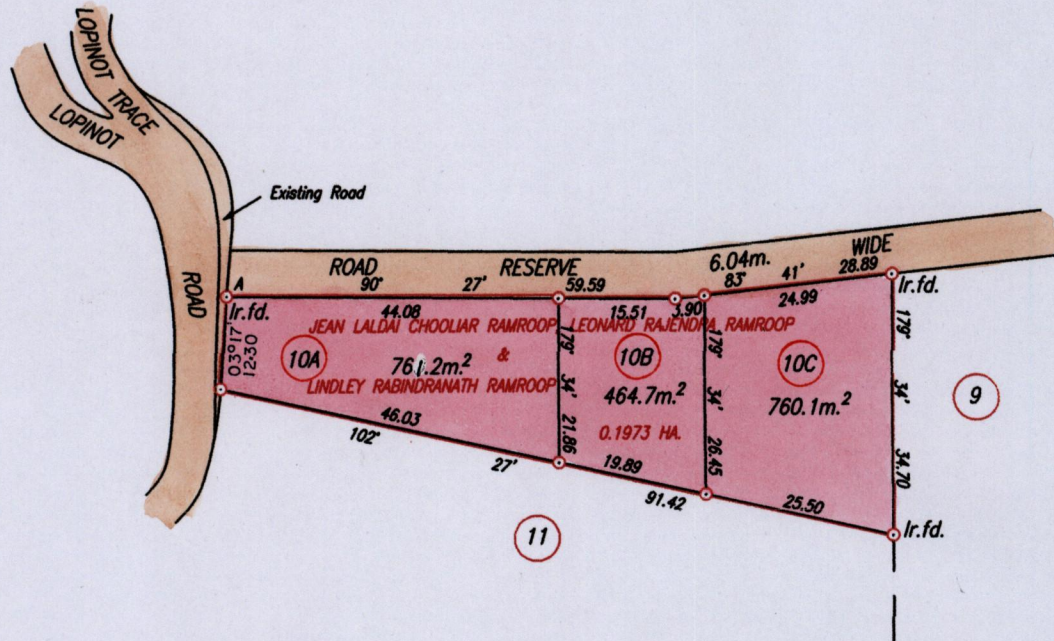 LOPINOT TRACE
LOPINOT
ROAD
Existing Road
ROAD RESERVE 6.04m. WIDE
A 90° 27' 59.59 83° 41' 28.89
Ir.fd. 44.08 15.51 3.90 24.99 Ir.fd.
JEAN LALDAI CHOOLIAR RAMROOP, LEONARD RAJENDRA RAMROOP
&
LINDLEY RABINDRANATH RAMROOP
03°17'
12.30
10A
10B
10C
464.7m.²
760.1m.²
0.1973 HA.
179° 34' 21.86
179° 34' 26.45
179° 34' 34.70
9
46.03
102° 27' 91.42
19.89
25.50
Ir.fd.
11